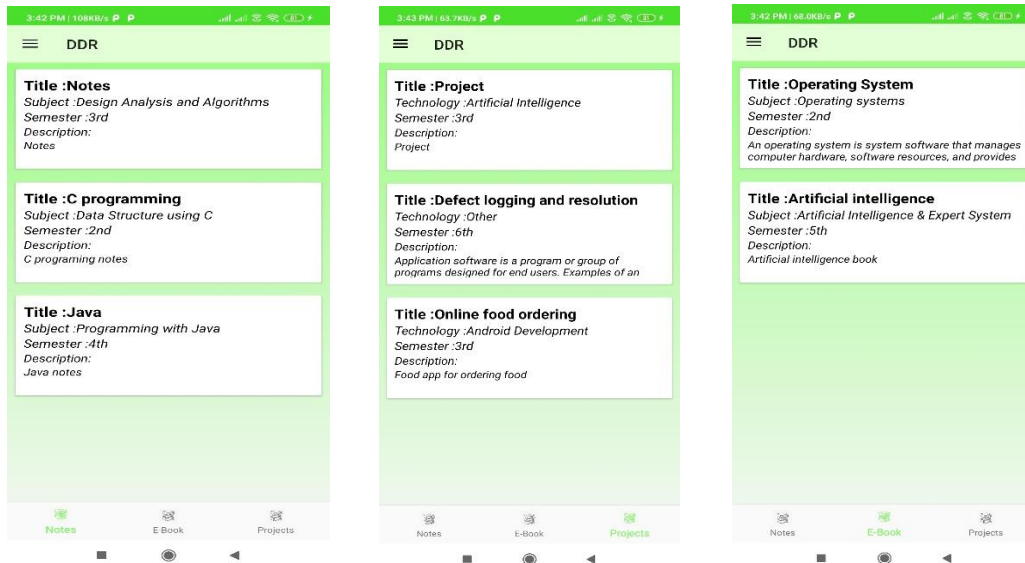 3:42 PM | 108KB/s P P
DDR
Title :Notes
Subject :Design Analysis and Algorithms
Semester :3rd
Description:
Notes
Title :C programming
Subject :Data Structure using C
Semester :2nd
Description:
C programing notes
Title :Java
Subject :Programming with Java
Semester :4th
Description:
Java notes
Notes
E-Book
Projects
3:43 PM | 63.7KB/s P P
81
DDR
Title :Project
Technology :Artificial Intelligence
Semester :3rd
Description:
Project
Title :Defect logging and resolution
Technology :Other
Semester :6th
Description:
Application software is a program or group of
programs designed for end users. Examples of an
Title :Online food ordering
Technology :Android Development
Semester :3rd
Description:
Food app for ordering food
Notes
E-Book
Projects
3:42 PM | 68.0KB/s P P
DDR
Title :Operating System
Subject :Operating systems
Semester :2nd
Description:
An operating system is system software that manages
computer hardware, software resources, and provides
Title :Artificial intelligence
Subject :Artificial Intelligence & Expert System
Semester :5th
Description:
Artificial intelligence book
Notes
E-Book
Projects